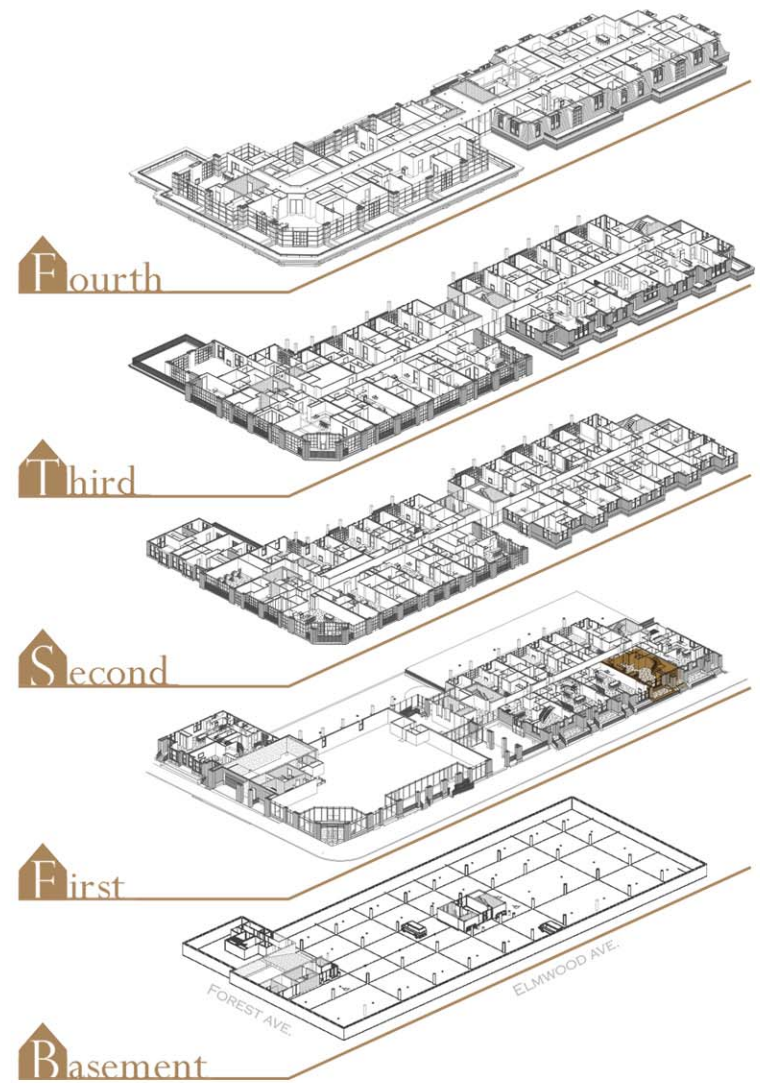 Fourth
Third
Second
First
FOREST AVE.
ELMWOOD AVE.
Basement